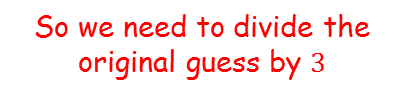 So we need to divide the
original guess by 3